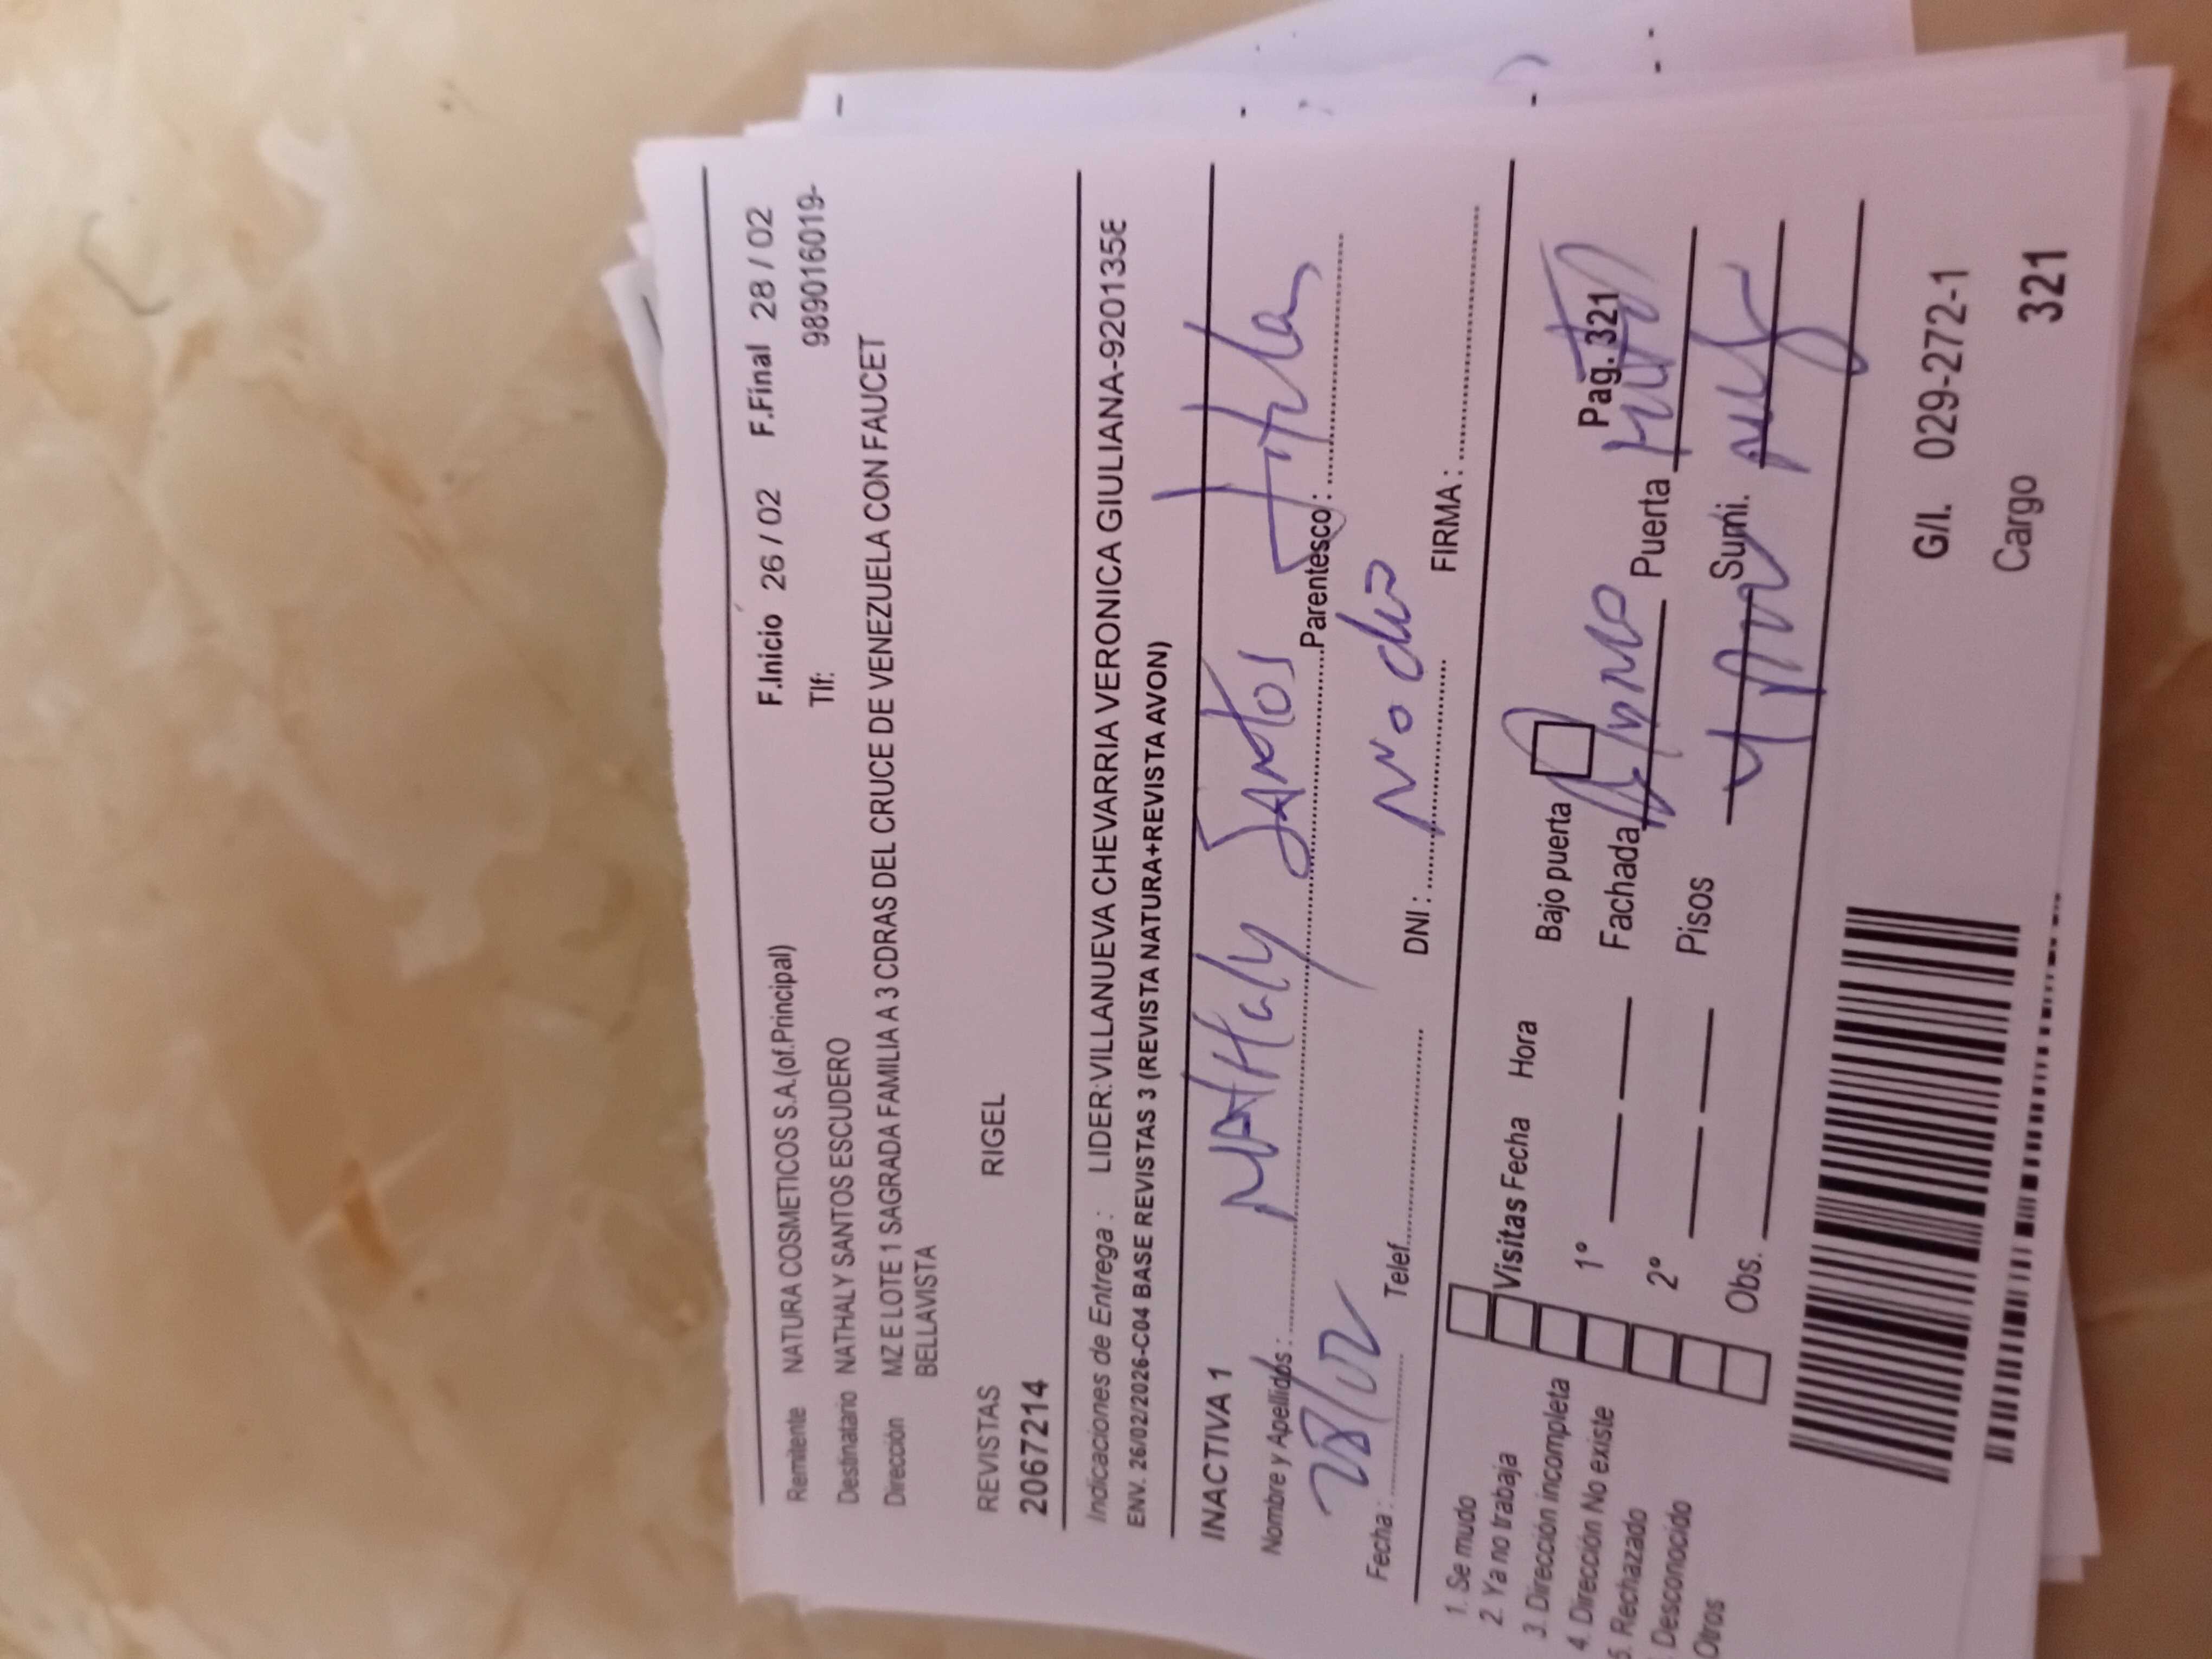 F.Inicio 26 / 02 F.Final 28 / 02
Remitente NATURA COSMETICOS S.A.(of.Principal) Tlf: 989016019-
Destinatario NATHALY SANTOS ESCUDERO
Dirección MZ E LOTE 1 SAGRADA FAMILIA A 3 CDRAS DEL CRUCE DE VENEZUELA CON FAUCET
BELLAVISTA
REVISTAS RIGEL
2067214
Indicaciones de Entrega : LIDER:VILLANUEVA CHEVARRIA VERONICA GIULIANA-920135E
ENV. 26/02/2026-C04 BASE REVISTAS 3 (REVISTA NATURA+REVISTA AVON)
INACTIVA 1
Nombre y Apellidos : NATHaly SANTOS Parentesco : Titular
Fecha : 28/02 Telef. DNI : No dio FIRMA :
1. Se mudo
2. Ya no trabaja
3. Dirección incompleta
4. Dirección No existe
5. Rechazado
Desconocido
Otros
Visitas Fecha Hora Bajo puerta Pag. 321
1º Fachada Puerta
2º Pisos Sumi.
Obs.
G/I. 029-272-1
Cargo 321